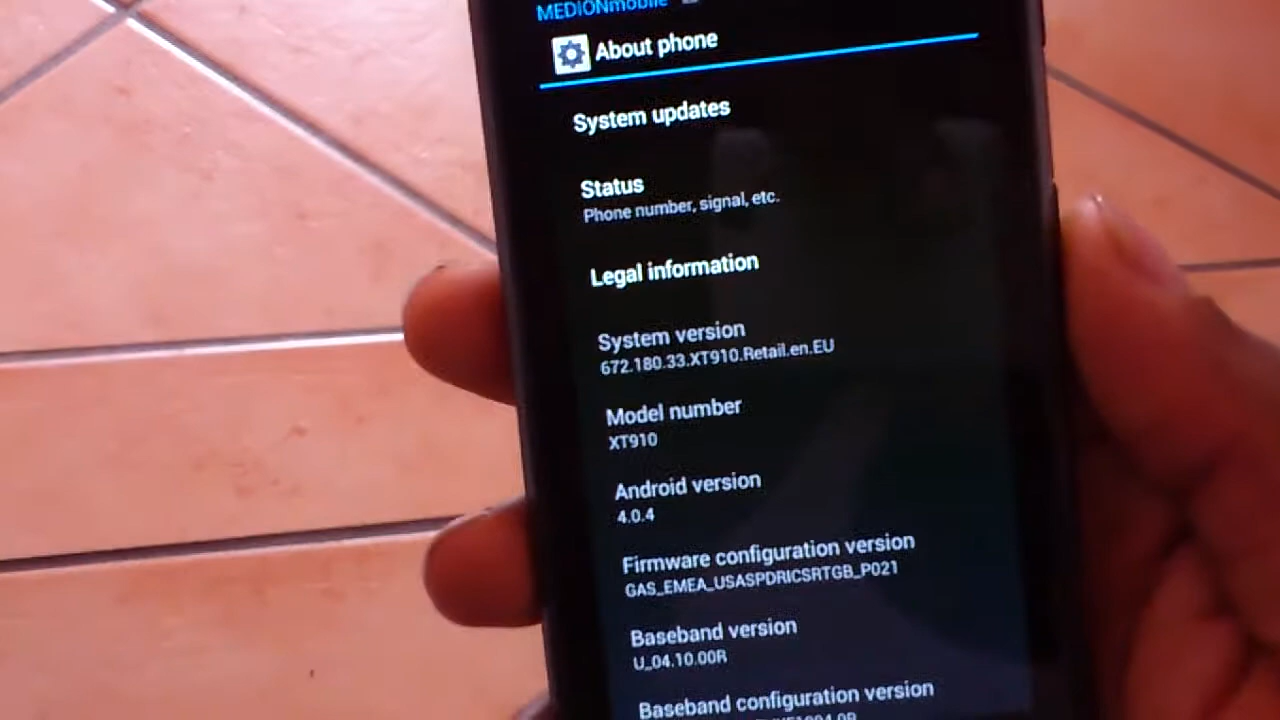 MEDIONmobile
About phone
System updates
Status
Phone number, signal, etc.
Legal information
System version
672.180.33.XT910.Retail.en.EU
Model number
XT910
Android version
4.0.4
Firmware configuration version
GAS_EMEA_USASPDRICSRTGB_P021
Baseband version
U_04.10.00R
Baseband configuration version